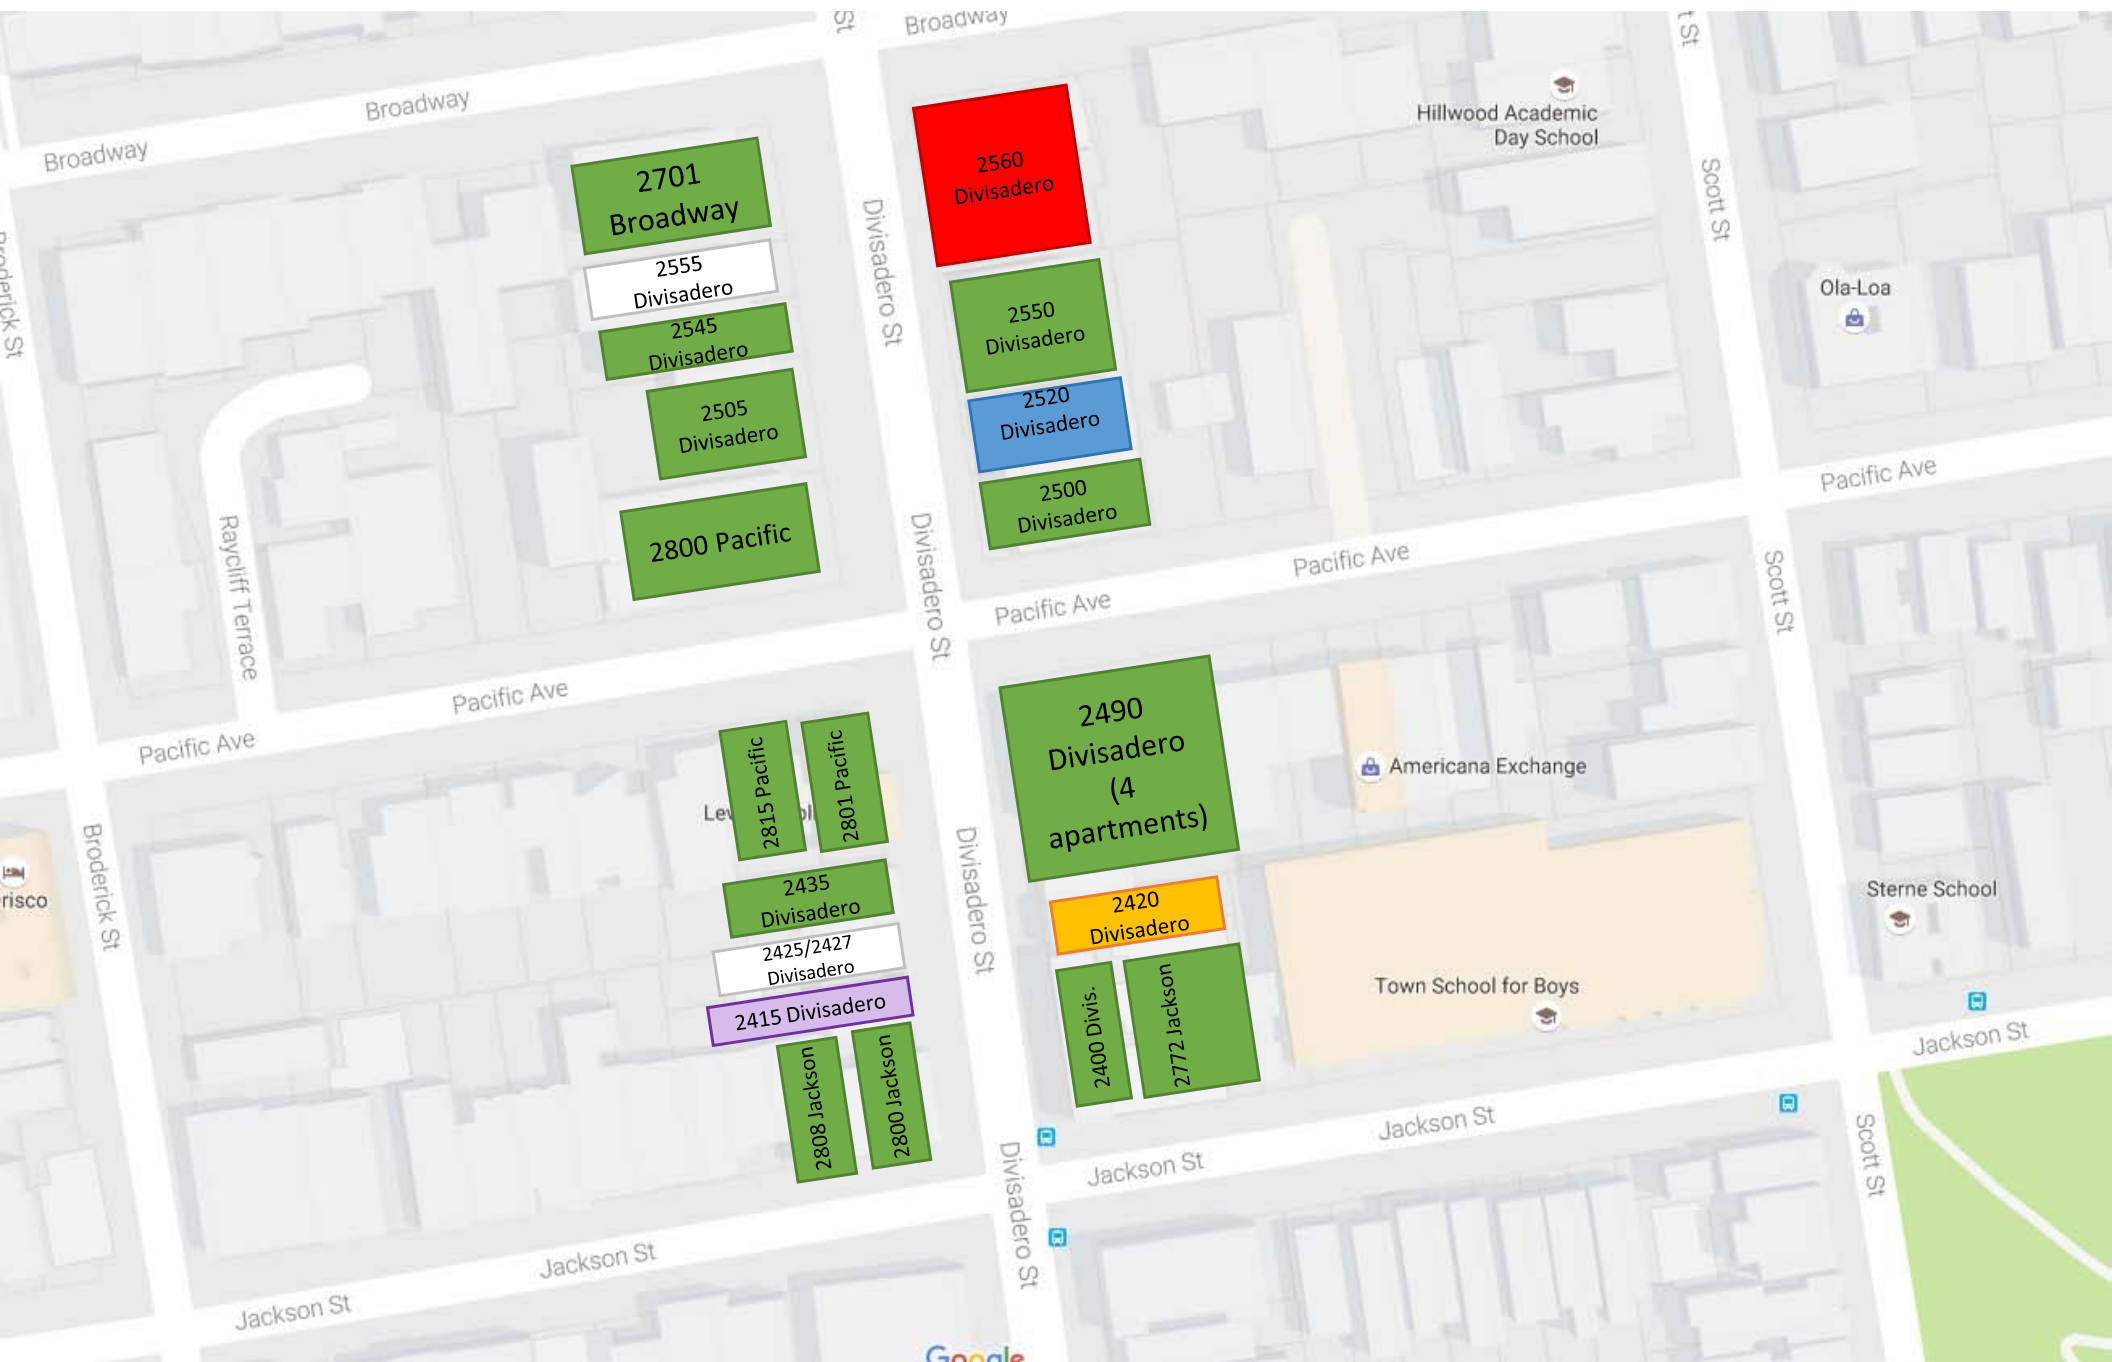 Broadway
St
t St
Broadway
Broadway
Hillwood Academic
Day School
2701
Broadway
2560
Divisadero
Scott St
Divisadero St
Broderick St
2555
Divisadero
2545
Divisadero
2550
Divisadero
Ola-Loa
2505
Divisadero
2520
Divisadero
2500
Divisadero
Pacific Ave
2800 Pacific
Divisadero St
Pacific Ave
Pacific Ave
Scott St
Raycliff Terrace
Pacific Ave
Pacific Ave
2815 Pacific
2801 Pacific
2490
Divisadero
(4
apartments)
Americana Exchange
Lew
oll
Broderick St
risco
2435
Divisadero
Divisadero St
2420
Divisadero
Sterne School
2425/2427
Divisadero
2415 Divisadero
2400 Divis.
2772 Jackson
Town School for Boys
Jackson St
2808 Jackson
2800 Jackson
Jackson St
Jackson St
Scott St
Divisadero St
Jackson St
Jackson St
Google